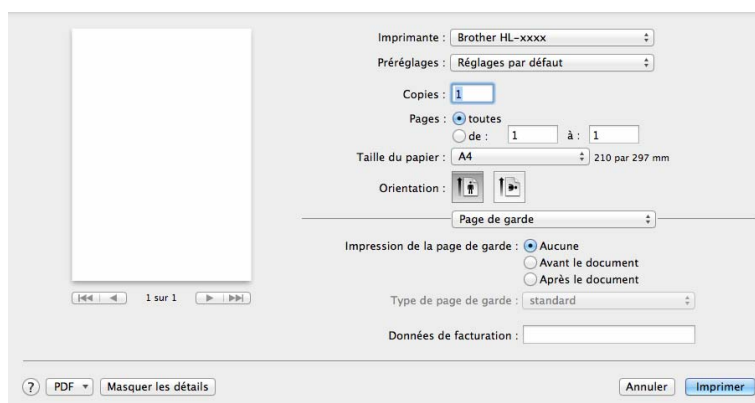 Imprimante : Brother HL-xxxx
Préréglages : Réglages par défaut
Copies : 1
Pages : toutes
de : 1 à : 1
Taille du papier : A4 210 par 297 mm
Orientation :
Page de garde
Impression de la page de garde : Aucune
Avant le document
Après le document
1 sur 1
Type de page de garde : standard
Données de facturation :
? PDF Masquer les détails Annuler Imprimer